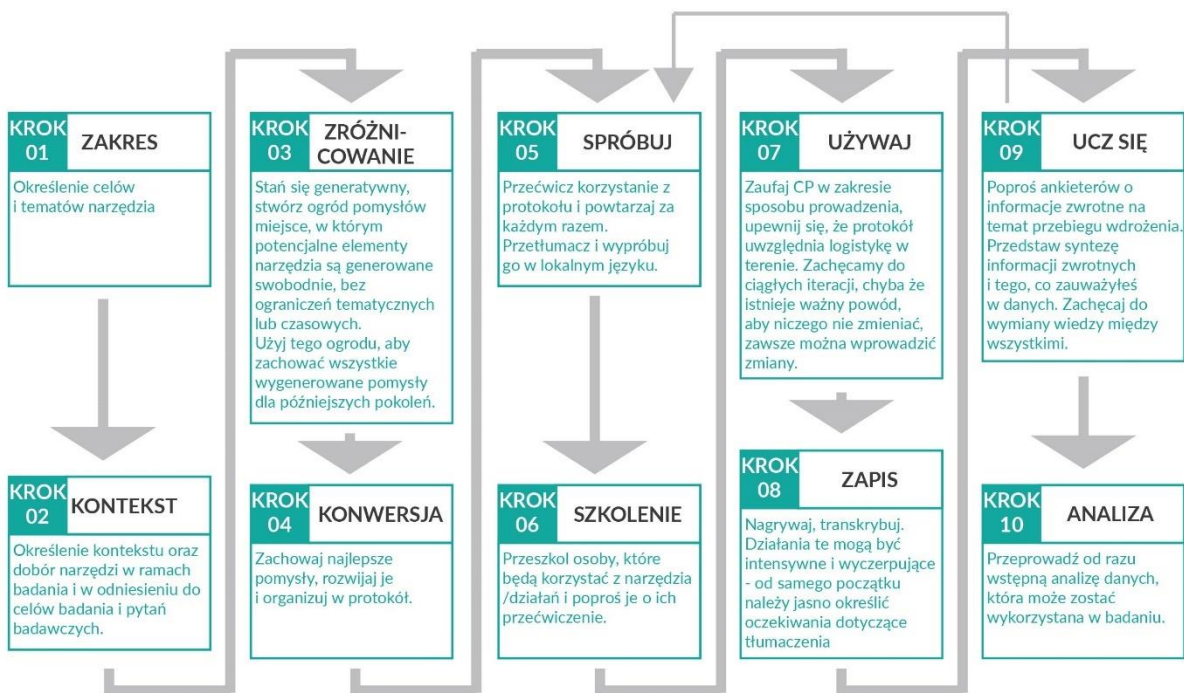 KROK
01
ZAKRES
Określenie celów
i tematów narzędzia
KROK
02
KONTEKST
Określenie kontekstu oraz
dobór narzędzi w ramach
badania i w odniesieniu do
celów badania i pytań
badawczych.
KROK
03
ZRÓŻNI-
COWANIE
Stań się generatywny,
stwórz ogród pomysłów
miejsce, w którym
potencjalne elementy
narzędzia są generowane
swobodnie, bez
ograniczeń tematycznych
lub czasowych.
Użyj tego ogrodu, aby
zachować wszystkie
wygenerowane pomysły
dla późniejszych pokoleń.
KROK
04
KONWERSJA
Zachowaj najlepsze
pomysły, rozwijaj je
i organizuj w protokół.
KROK
05
SPRÓBUJ
Przećwicz korzystanie z
protokołu i powtarzaj za
każdym razem.
Przetłumacz i wypróbuj
go w lokalnym języku.
KROK
06
SZKOLENIE
Przeszkol osoby, które
będą korzystać z narzędzia
/działań i poproś je o ich
przećwiczenie.
KROK
07
UŻYWAJ
Zaufaj CP w zakresie
sposobu prowadzenia,
upewnij się, że protokół
uwzględnia logistykę w
terenie. Zachęcamy do
ciągłych iteracji, chyba że
istnieje ważny powód,
aby niczego nie zmieniać,
zawsze można wprowadzić
zmiany.
KROK
08
ZAPIS
Nagrywaj, transkrybuj.
Działania te mogą być
intensywne i wyczerpujące
- od samego początku
należy jasno określić
oczekiwania dotyczące
tłumaczenia
KROK
09
UCZ SIĘ
Poproś ankieterów o
informacje zwrotne na
temat przebiegu wdrożenia.
Przedstaw syntezę
informacji zwrotnych
i tego, co zauważyłeś
w danych. Zachęcaj do
wymiany wiedzy między
wszystkimi.
KROK
10
ANALIZA
Przeprowadź od razu
wstępną analizę danych,
która może zostać
wykorzystana w badaniu.